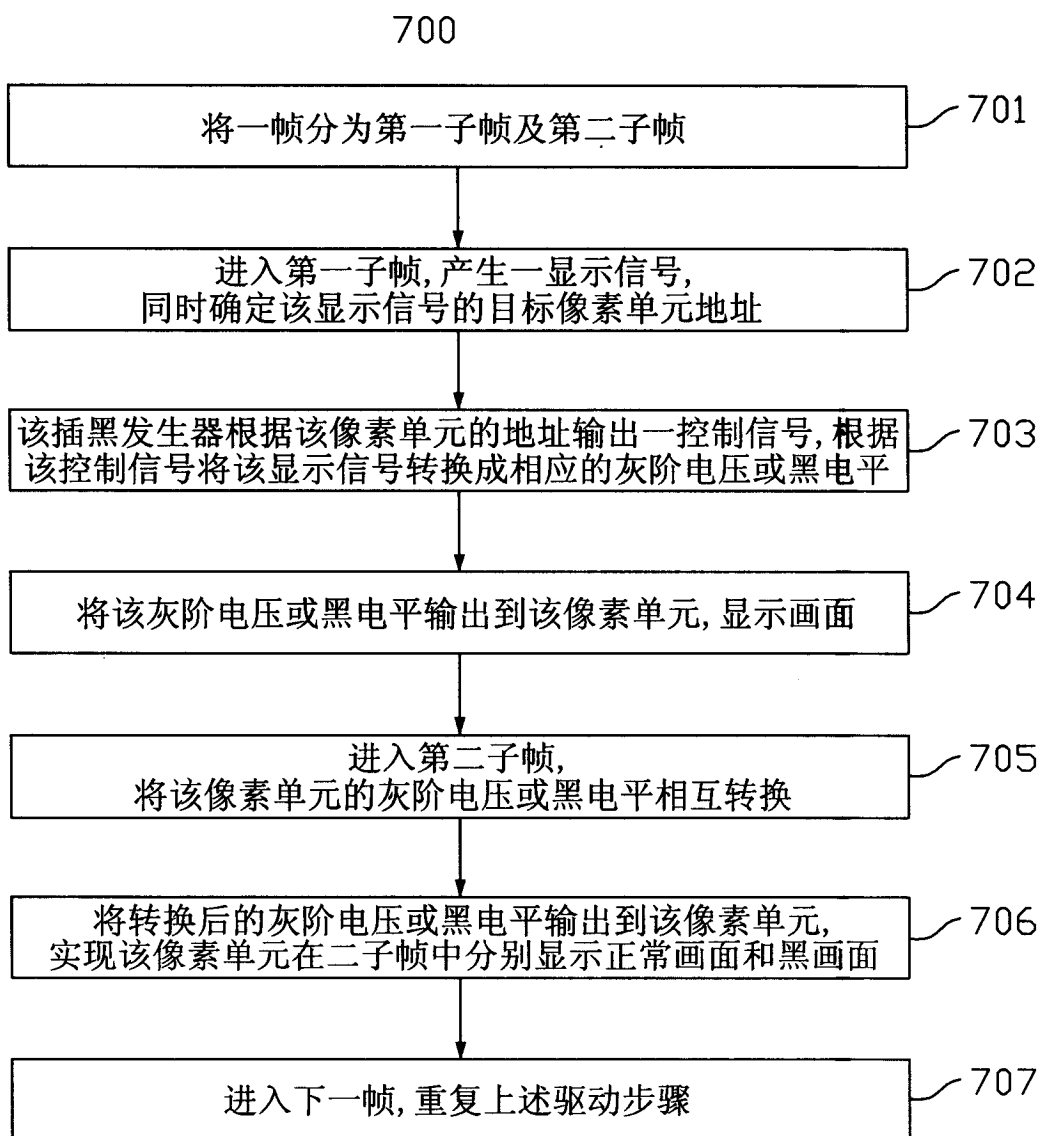 700
将一帧分为第一子帧及第二子帧
701
进入第一子帧,产生一显示信号,
同时确定该显示信号的目标像素单元地址
702
该插黑发生器根据该像素单元的地址输出一控制信号,根据
该控制信号将该显示信号转换成相应的灰阶电压或黑电平
703
将该灰阶电压或黑电平输出到该像素单元,显示画面
704
进入第二子帧,
将该像素单元的灰阶电压或黑电平相互转换
705
将转换后的灰阶电压或黑电平输出到该像素单元,
实现该像素单元在二子帧中分别显示正常画面和黑画面
706
进入下一帧,重复上述驱动步骤
707